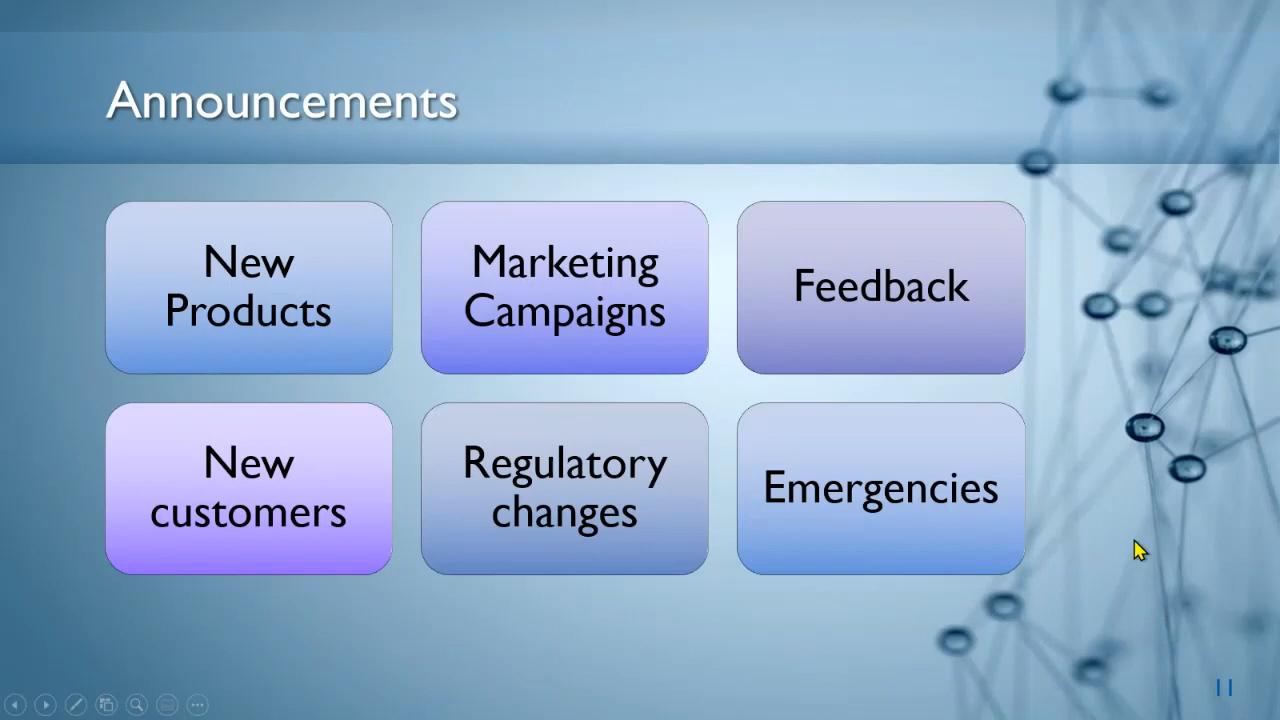 Announcements
New
Products
Marketing
Campaigns
Feedback
New
customers
Regulatory
changes
Emergencies
11